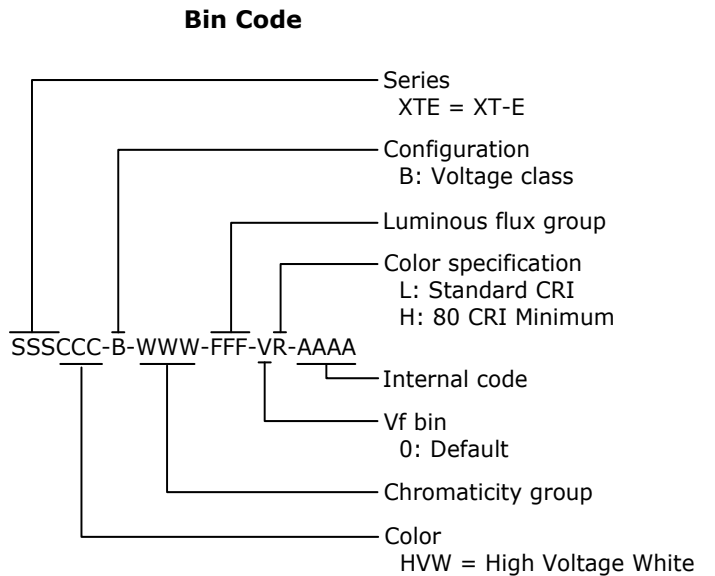 Bin Code
Series
XTE = XT-E
Configuration
B: Voltage class
Luminous flux group
Color specification
L: Standard CRI
H: 80 CRI Minimum
SSSCCC-B-WWW-FFF-VR-AAAA
Internal code
Vf bin
0: Default
Chromaticity group
Color
HVW = High Voltage White